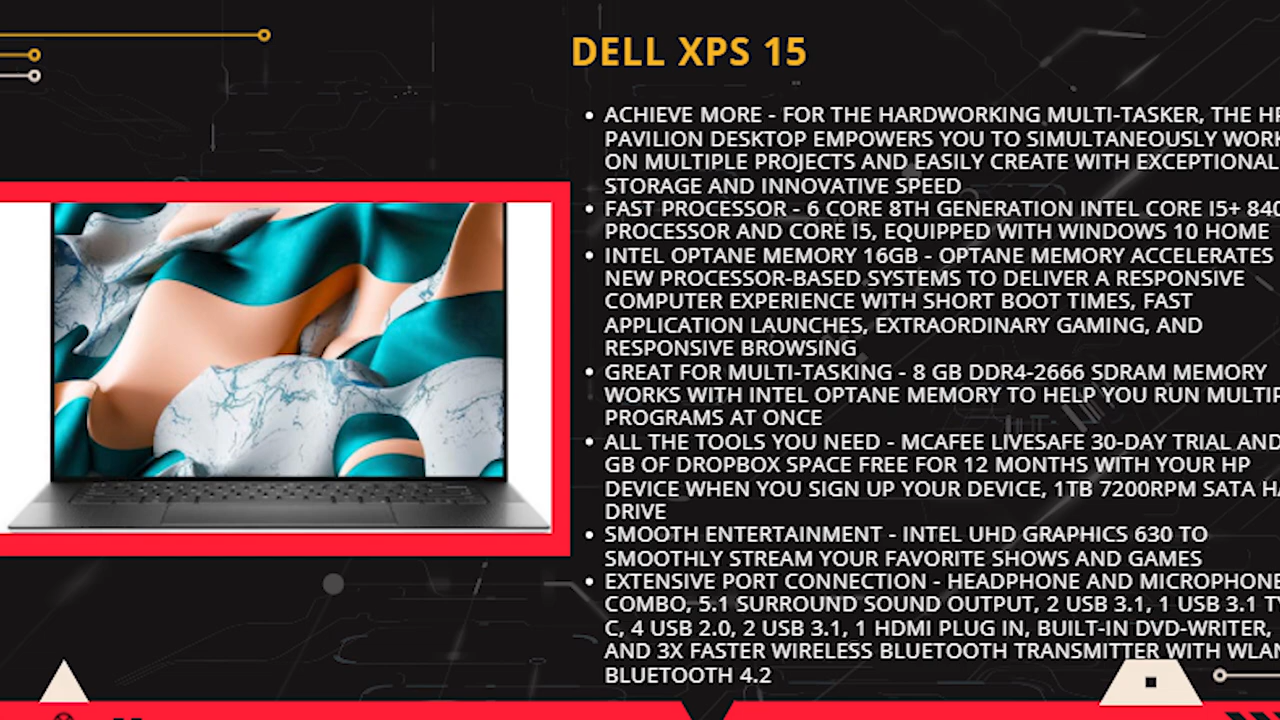 DELL XPS 15
• ACHIEVE MORE - FOR THE HARDWORKING MULTI-TASKER, THE
PAVILION DESKTOP EMPOWERS YOU TO SIMULTANEOUSLY
ON MULTIPLE PROJECTS AND EASILY CREATE WITH EXCEPTIONAL
STORAGE AND INNOVATIVE SPEED
• FAST PROCESSOR - 6 CORE 8TH GENERATION INTEL CORE I5+
PROCESSOR AND CORE I5, EQUIPPED WITH WINDOWS 10 HOME
• INTEL OPTANE MEMORY 16GB - OPTANE MEMORY ACCELERATES
NEW PROCESSOR-BASED SYSTEMS TO DELIVER A RESPONSIVE
COMPUTER EXPERIENCE WITH SHORT BOOT TIMES, FAST
APPLICATION LAUNCHES, EXTRAORDINARY GAMING, AND
RESPONSIVE BROWSING
• GREAT FOR MULTI-TASKING - 8 GB DDR4-2666 SDRAM MEMORY
WORKS WITH INTEL OPTANE MEMORY TO HELP YOU RUN
PROGRAMS AT ONCE
• ALL THE TOOLS YOU NEED - MCAFEE LIVESAFE 30-DAY TRIAL AND
GB OF DROPBOX SPACE FREE FOR 12 MONTHS WITH YOUR HP
DEVICE WHEN YOU SIGN UP YOUR DEVICE, 1TB 7200RPM SATA
DRIVE
• SMOOTH ENTERTAINMENT - INTEL UHD GRAPHICS 630 TO
SMOOTHLY STREAM YOUR FAVORITE SHOWS AND GAMES
• EXTENSIVE PORT CONNECTION - HEADPHONE AND MICROPHONE
COMBO, 5.1 SURROUND SOUND OUTPUT, 2 USB 3.1, 1 USB 3.1
C, 4 USB 2.0, 2 USB 3.1, 1 HDMI PLUG IN, BUILT-IN DVD-WRITER,
AND 3X FASTER WIRELESS BLUETOOTH TRANSMITTER WITH
BLUETOOTH 4.2